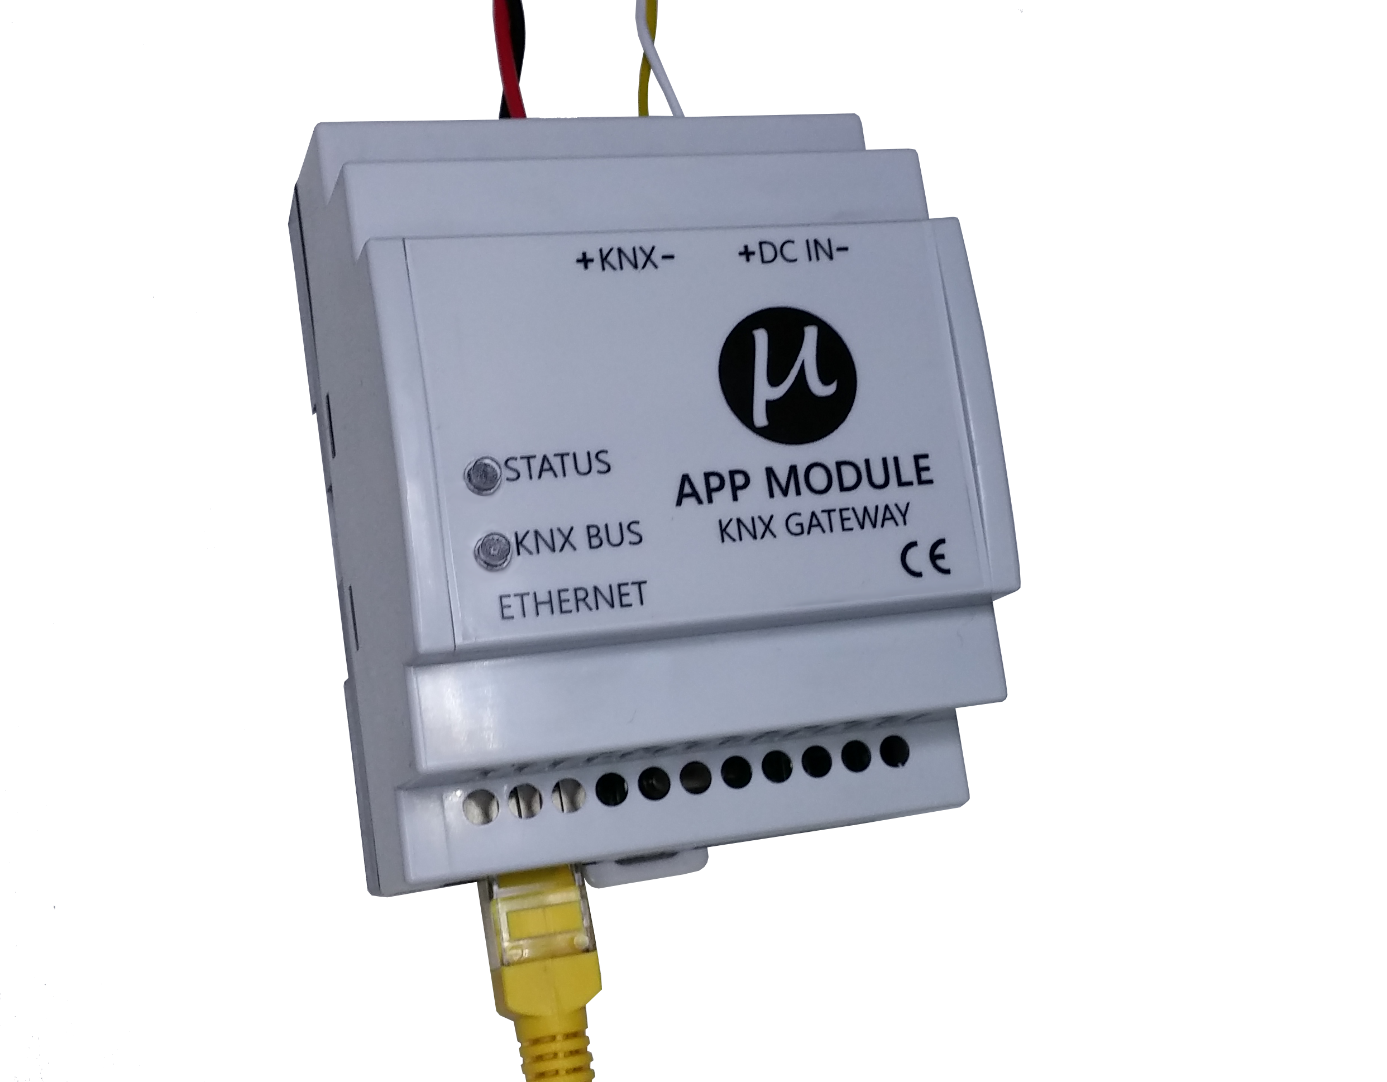 +KNX- +DC IN-
µ
STATUS
APP MODULE
KNX GATEWAY
KNX BUS
CE
ETHERNET